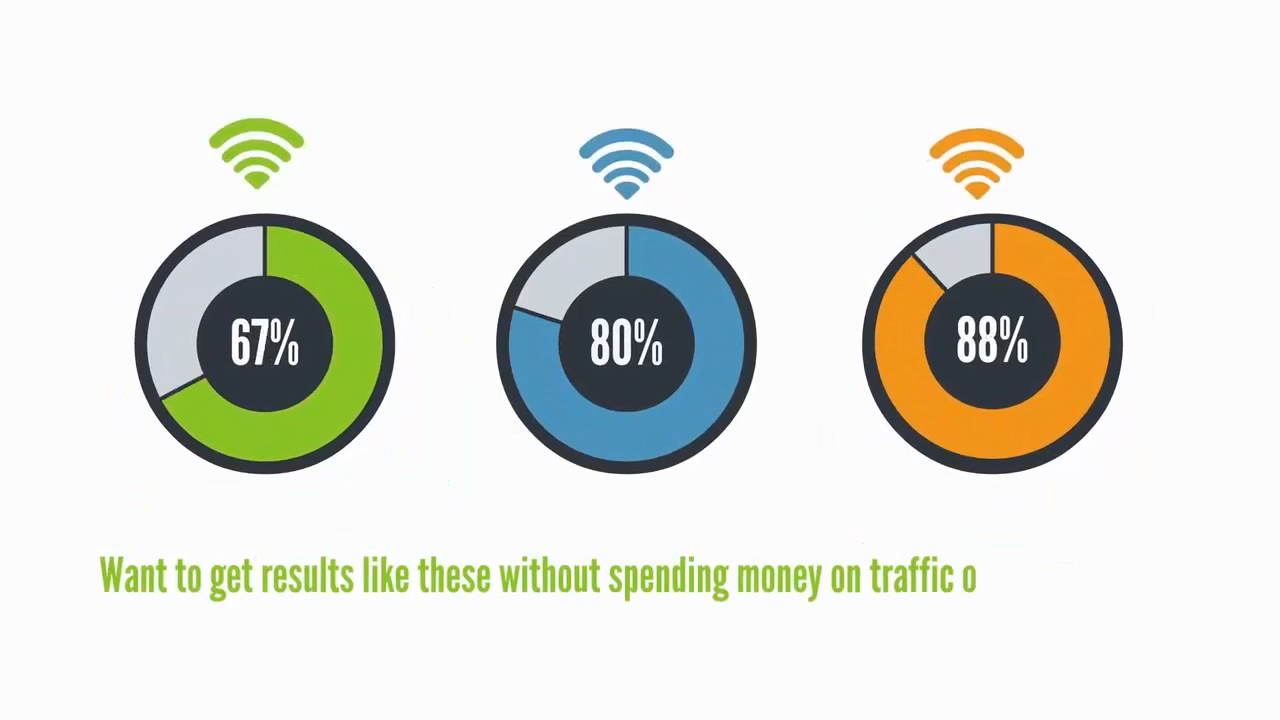 67%
80%
88%
Want to get results like these without spending money on traffic o